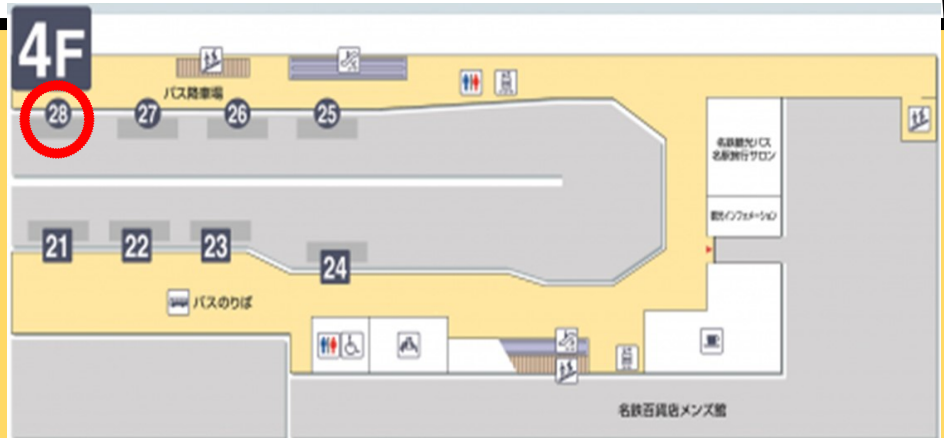 4F
バス降車場
28
27
26
25
名鉄観光バス
名駅旅行サロン
観光インフォメーション
21
22
23
24
バスのりば
名鉄百貨店メンズ館